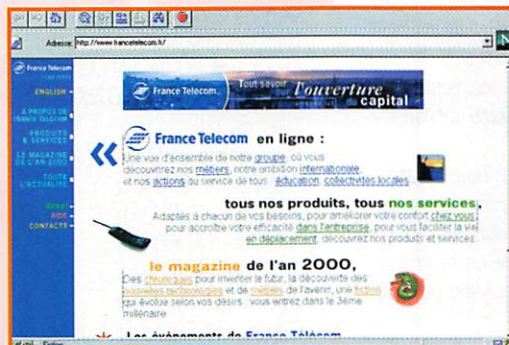 Adresse: http://www.francetelecom.fr/
France Telecom
ENGLISH
A PROPOS DE
FRANCE TELECOM
PRODUITS
& SERVICES
LE MAGAZINE
DE L'AN 2000
TOUTE
L'ACTUALITE
AIDE
CONTACTS
France Telecom.
Tout savoir
sur l'ouverture
capital
France Telecom en ligne :
Une vue d'ensemble de notre groupe, où vous
découvrez nos métiers, notre ambition internationale,
et nos actions au service de tous : éducation, collectivités locales
tous nos produits, tous nos services,
Adaptés à chacun de vos besoins, pour améliorer votre confort chez vous,
pour accroître votre efficacité dans l'entreprise, pour vous faciliter la vie
en déplacement, découvrez nos produits et services.
le magazine de l'an 2000,
Des chroniques pour inventer le futur, la découverte des
nouvelles technologies et de métiers de l'avenir, une fiction
qui évolue selon vos désirs : vous entrez dans le 3ème
millénaire
Les événements de France Télécom